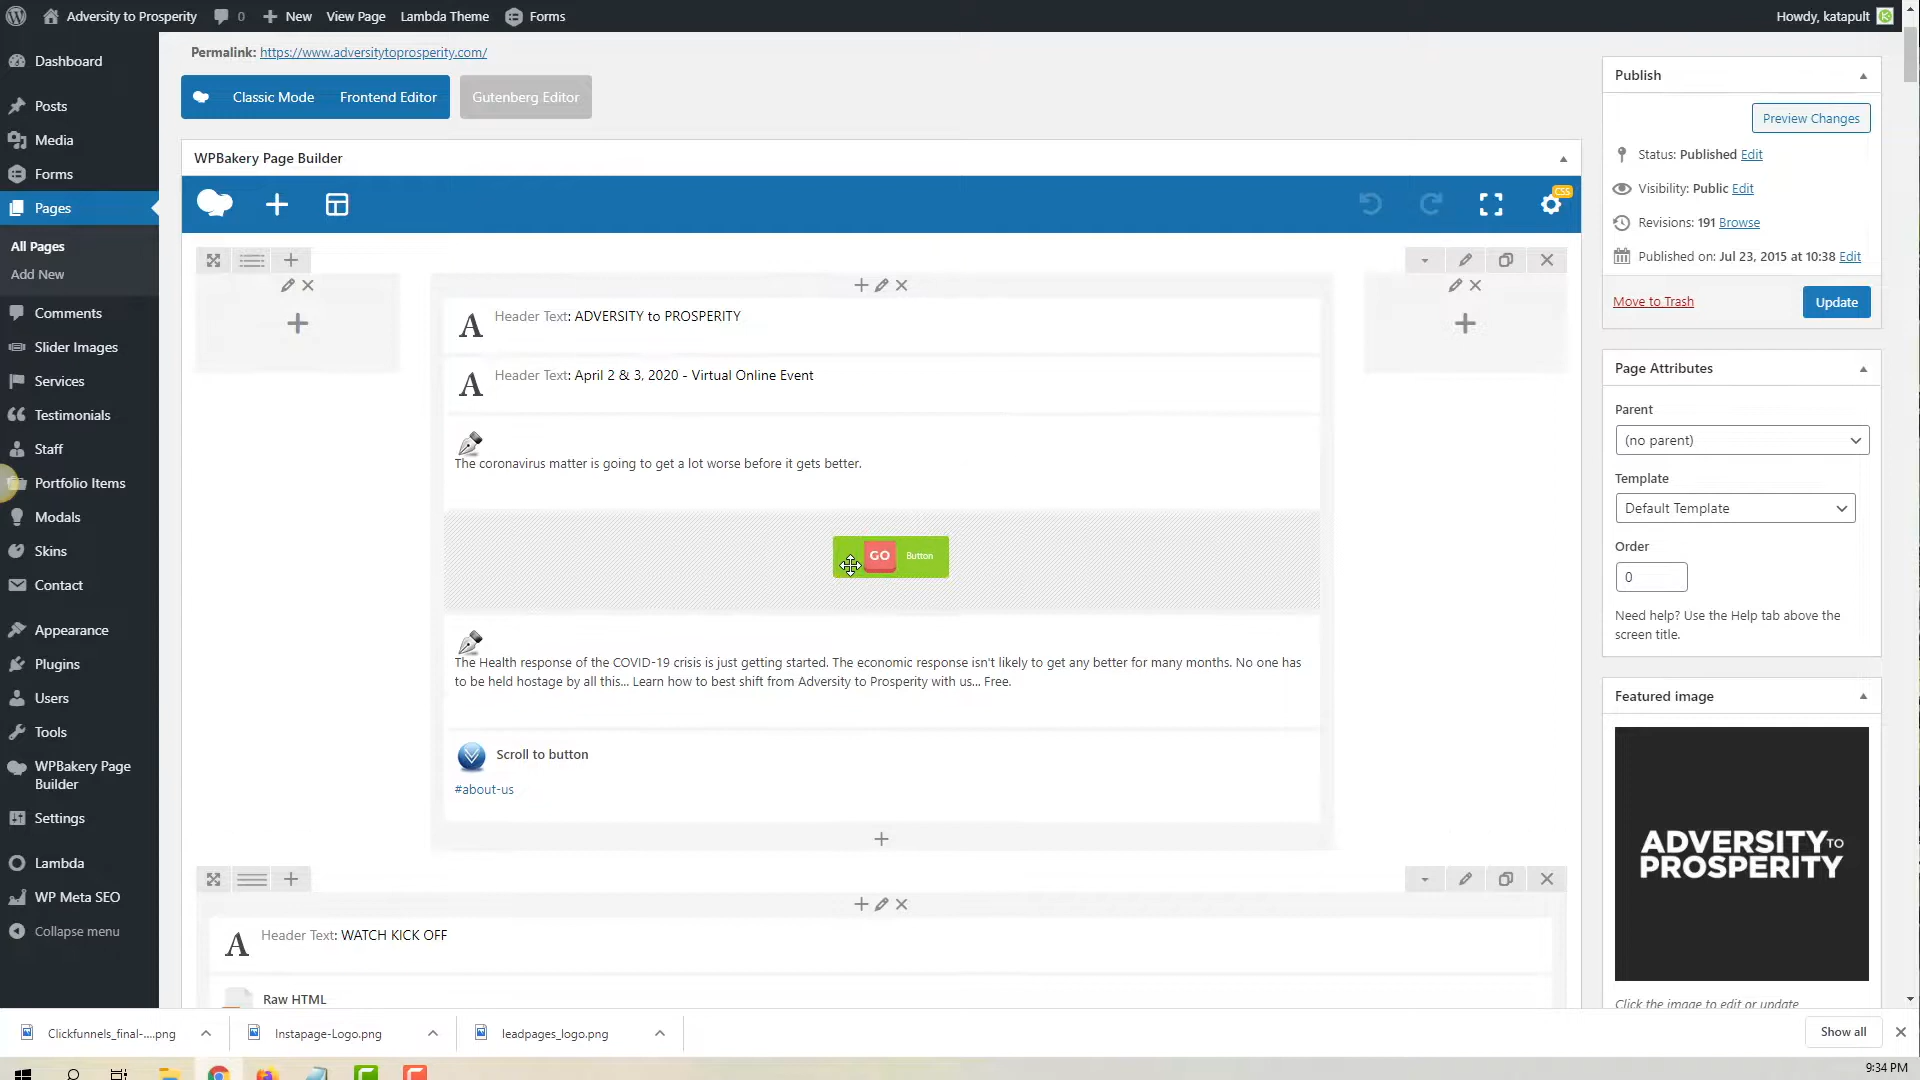 Adversity to Prosperity 0 New View Page Lambda Theme Forms Howdy, katapult
Permalink: https://www.adversitytoprosperity.com/
Classic Mode Frontend Editor Gutenberg Editor
WPBakery Page Builder
CSS
Dashboard
Posts
Media
Forms
Pages
All Pages
Add New
Comments
Slider Images
Services
Testimonials
Staff
Portfolio Items
Modals
Skins
Contact
Appearance
Plugins
Users
Tools
WPBakery Page
Builder
Settings
Lambda
WP Meta SEO
Collapse menu
A Header Text: ADVERSITY to PROSPERITY
A Header Text: April 2 & 3, 2020 - Virtual Online Event
The coronavirus matter is going to get a lot worse before it gets better.
GO Button
The Health response of the COVID-19 crisis is just getting started. The economic response isn't likely to get any better for many months. No one has
to be held hostage by all this... Learn how to best shift from Adversity to Prosperity with us... Free.
Scroll to button
#about-us
A Header Text: WATCH KICK OFF
Raw HTML
Publish
Preview Changes
Status: Published Edit
Visibility: Public Edit
Revisions: 191 Browse
Published on: Jul 23, 2015 at 10:38 Edit
Move to Trash Update
Page Attributes
Parent
(no parent)
Template
Default Template
Order
0
Need help? Use the Help tab above the
screen title.
Featured image
ADVERSITY TO
PROSPERITY
Click the image to edit or update
Clickfunnels_final-....png Instapage-Logo.png leadpages_logo.png Show all
9:34 PM